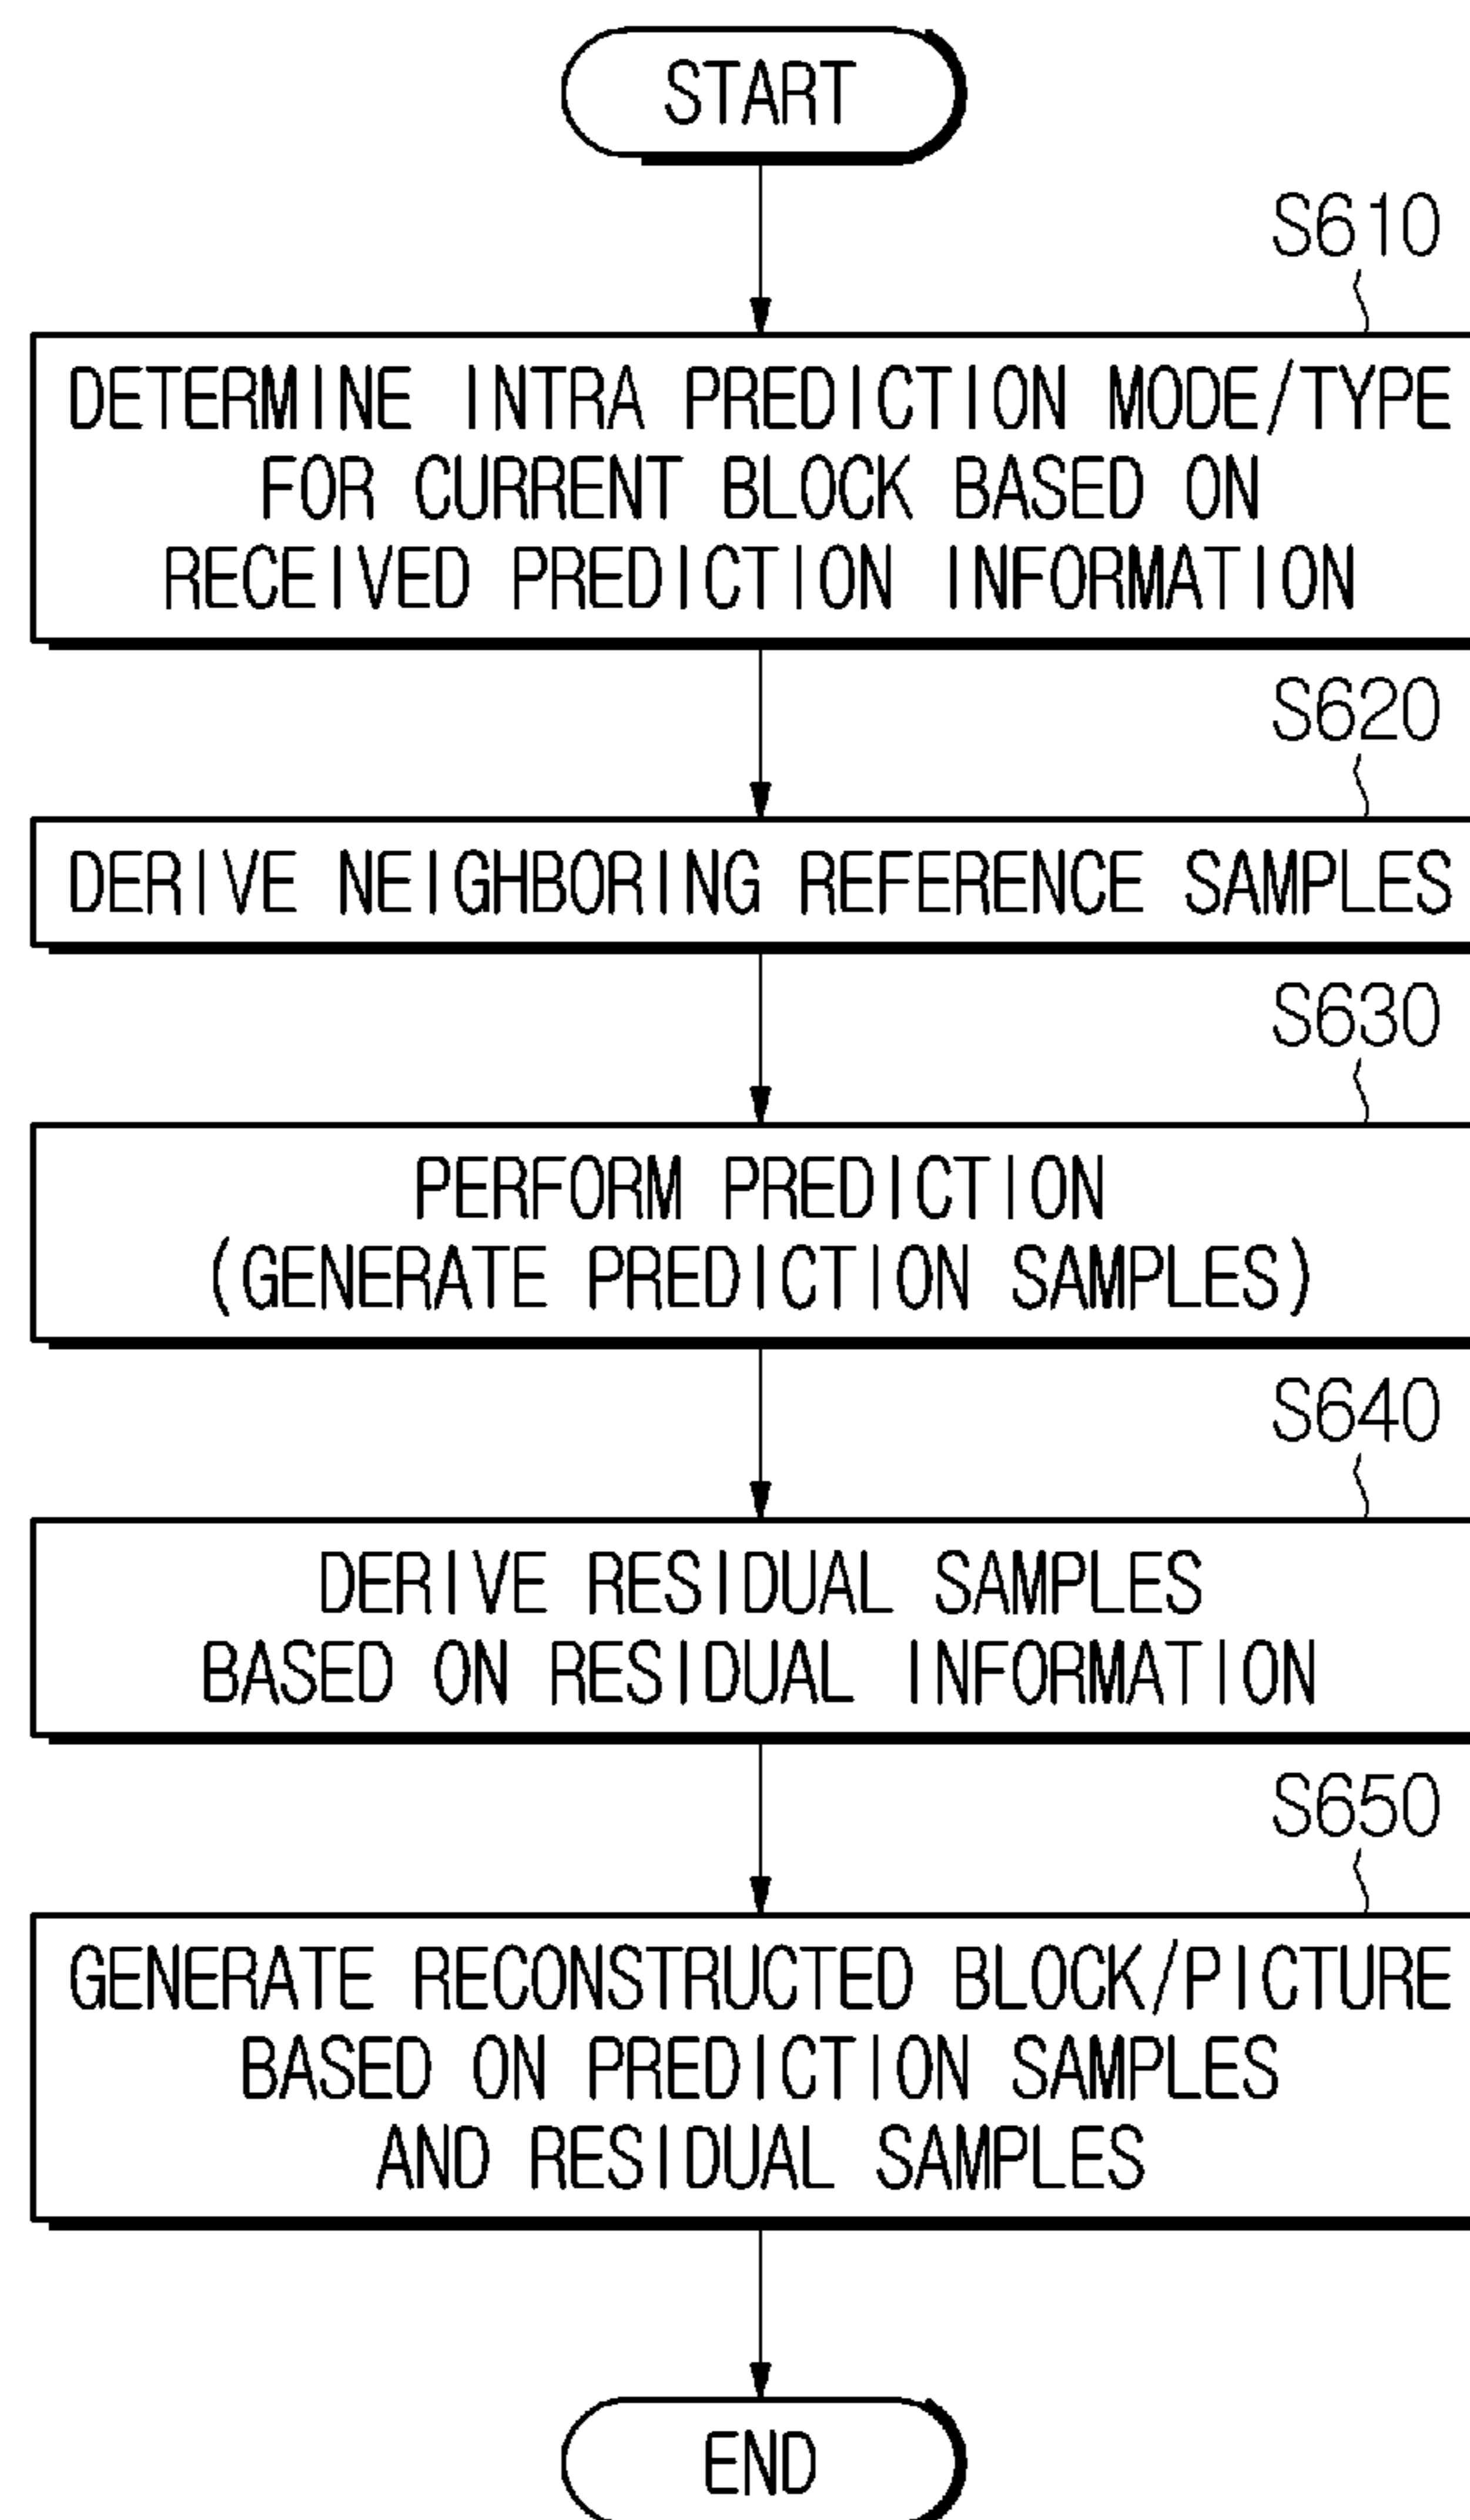 START
S610
DETERMINE INTRA PREDICTION MODE/TYPE
FOR CURRENT BLOCK BASED ON
RECEIVED PREDICTION INFORMATION
S620
DERIVE NEIGHBORING REFERENCE SAMPLES
S630
PERFORM PREDICTION
(GENERATE PREDICTION SAMPLES)
S640
DERIVE RESIDUAL SAMPLES
BASED ON RESIDUAL INFORMATION
S650
GENERATE RECONSTRUCTED BLOCK/PICTURE
BASED ON PREDICTION SAMPLES
AND RESIDUAL SAMPLES
END